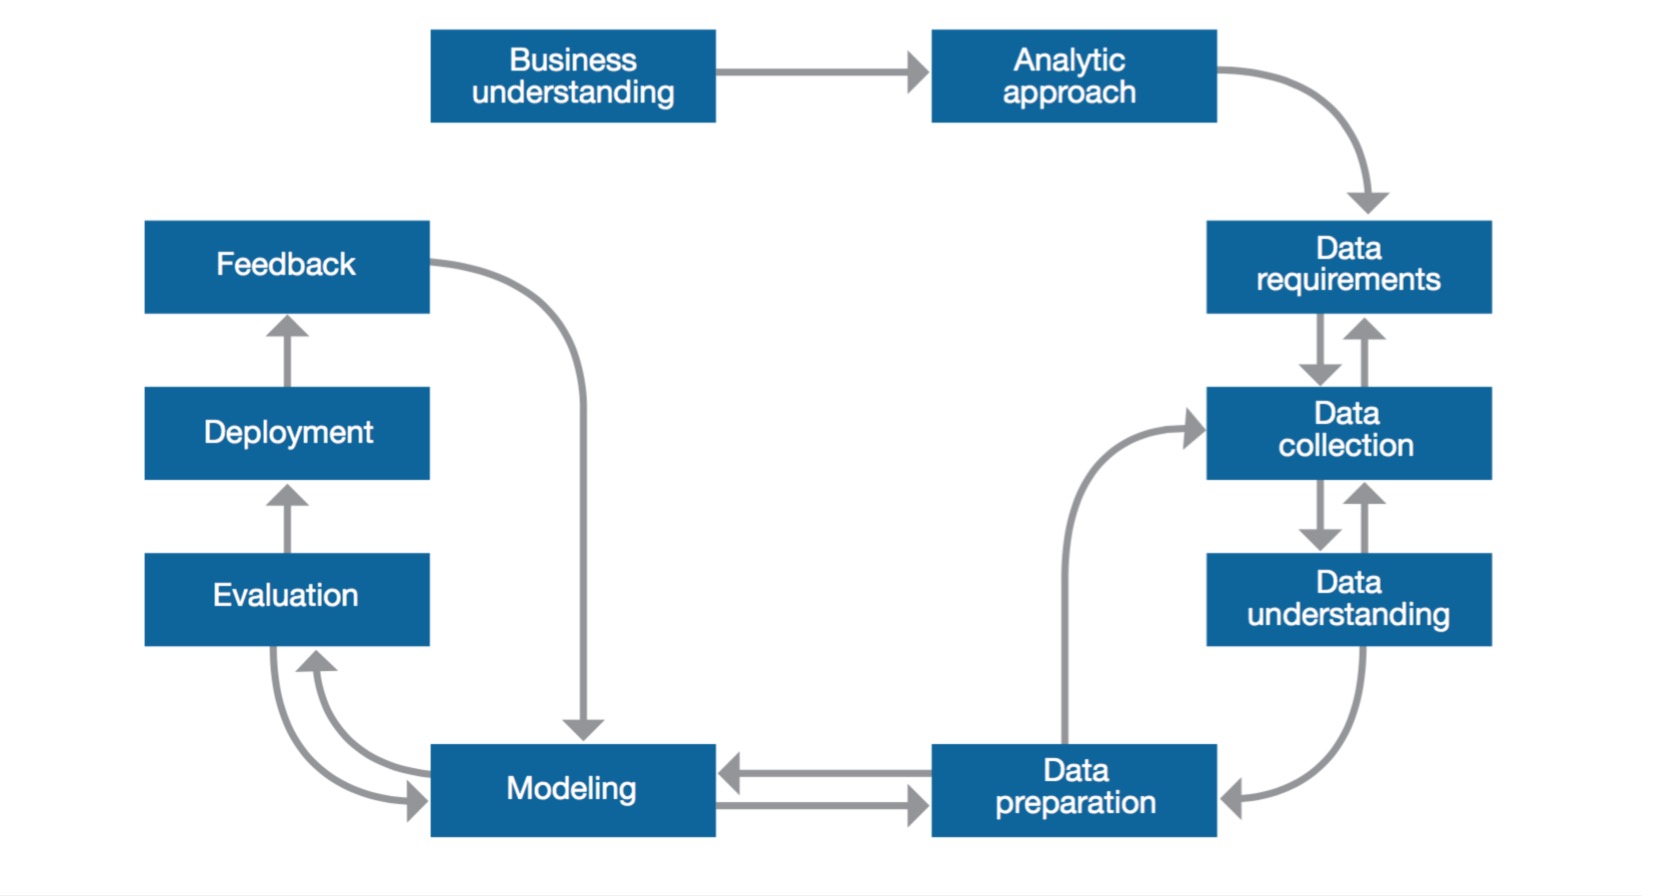 Business
understanding
Analytic
approach
Data
requirements
Data
collection
Data
understanding
Data
preparation
Modeling
Evaluation
Deployment
Feedback